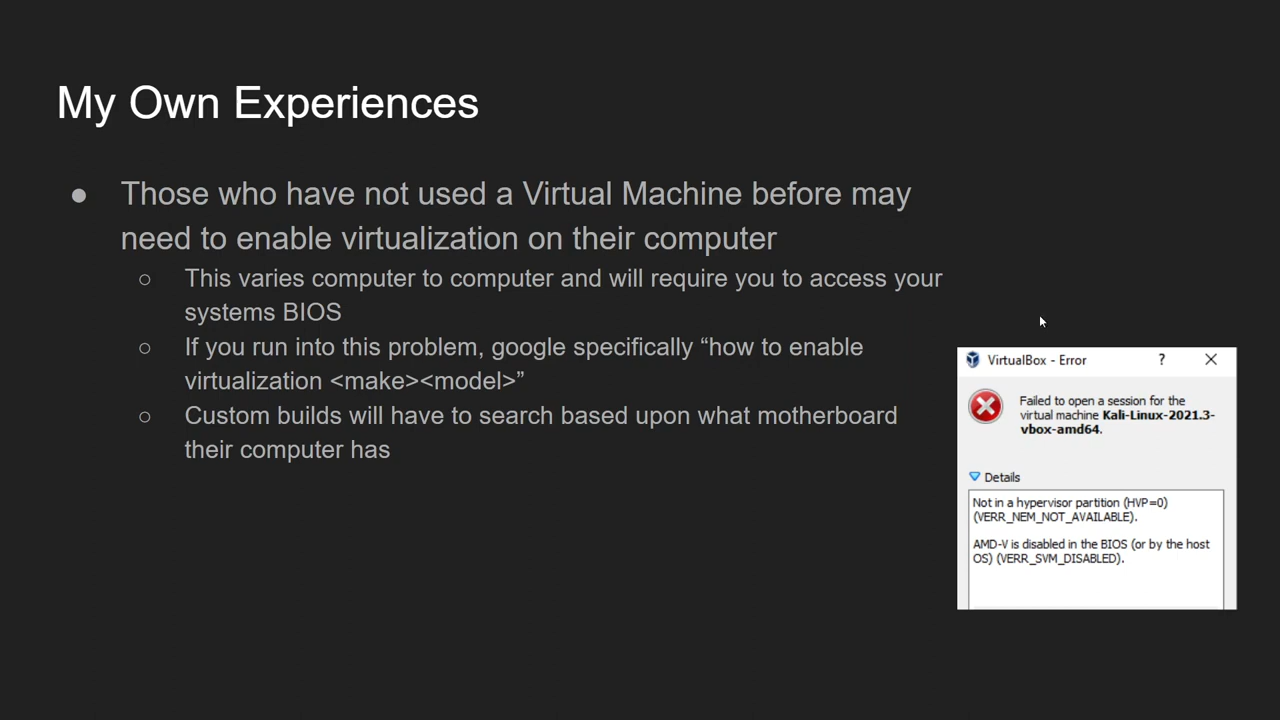 My Own Experiences
● Those who have not used a Virtual Machine before may
need to enable virtualization on their computer
○ This varies computer to computer and will require you to access your
systems BIOS
○ If you run into this problem, google specifically “how to enable
virtualization <make><model>”
○ Custom builds will have to search based upon what motherboard
their computer has
VirtualBox - Error ? ×
Failed to open a session for the
virtual machine Kali-Linux-2021.3-
vbox-amd64.
Details
Not in a hypervisor partition (HVP=0)
(VERR_NEM_NOT_AVAILABLE).
AMD-V is disabled in the BIOS (or by the host
OS) (VERR_SVM_DISABLED).